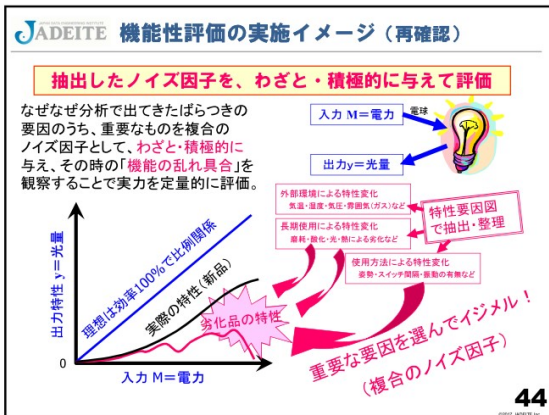 JADEITE 機能性評価の実施イメージ（再確認）
抽出したノイズ因子を、わざと・積極的に与えて評価
なぜなぜ分析で出てきたばらつきの
要因のうち、重要なものを複合の
ノイズ因子として、わざと・積極的に
与え、その時の「機能の乱れ具合」を
観察することで実力を定量的に評価。
入力 M＝電力
電球
出力y＝光量
外部環境による特性変化
気温・湿度・気圧・雰囲気(ガス)など
長期使用による特性変化
磨耗・酸化・光・熱による劣化など
使用方法による特性変化
姿勢・スイッチ間隔・振動の有無など
特性要因図
で抽出・整理
出力特性 y＝光量
理想は効率100％で比例関係
実際の特性(新品)
劣化品の特性
0
入力 M＝電力
重要な要因を選んでイジメル！
(複合のノイズ因子)
44